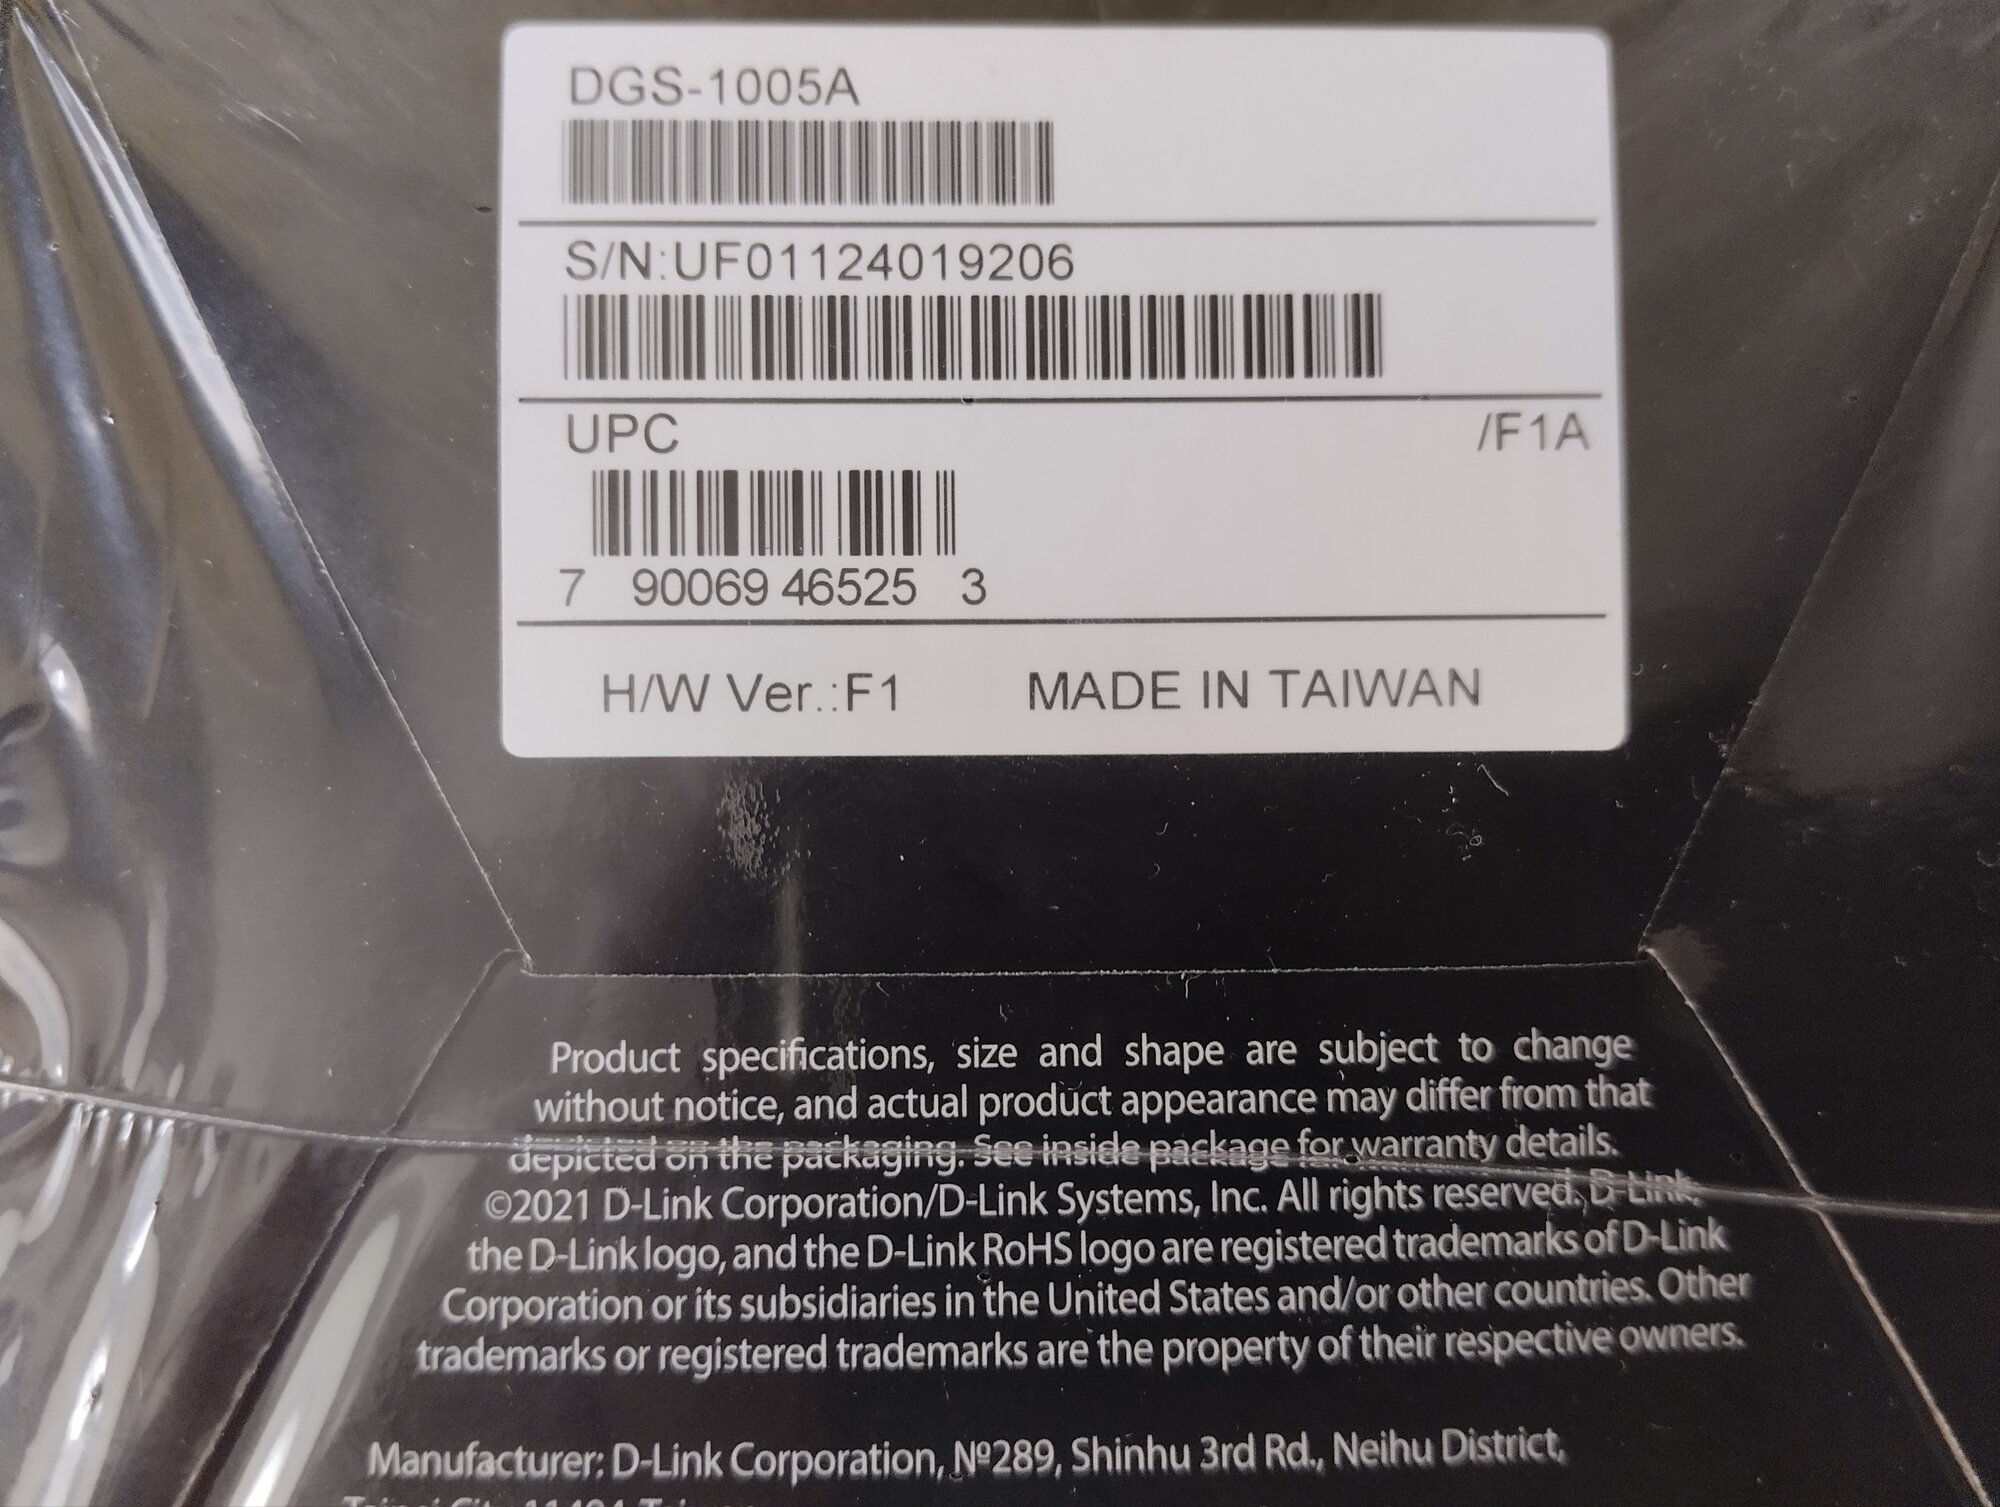 DGS-1005A
S/N:UF01124019206
UPC /F1A
7 90069 46525 3
H/W Ver.:F1 MADE IN TAIWAN
Product specifications, size and shape are subject to change
without notice, and actual product appearance may differ from that
depicted on the packaging. See inside package for warranty details.
©2021 D-Link Corporation/D-Link Systems, Inc. All rights reserved. D-Link,
the D-Link logo, and the D-Link RoHS logo are registered trademarks of D-Link
Corporation or its subsidiaries in the United States and/or other countries. Other
trademarks or registered trademarks are the property of their respective owners.
Manufacturer: D-Link Corporation, №289, Shinhu 3rd Rd., Neihu District,